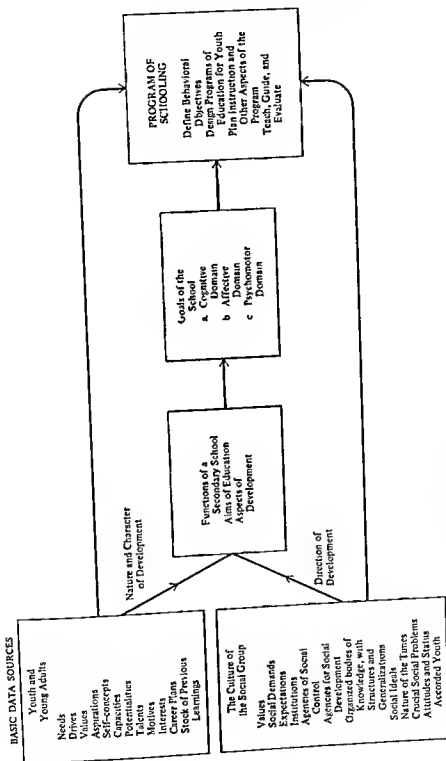 BASIC DATA SOURCES
Youth and
Young Adults
Needs
Drives
Values
Aspirations
Self-concepts
Capacities
Potentialities
Talents
Motives
Interests
Career Plans
Stock of Previous
Learnings
The Culture of
the Social Group
Values
Social Demands
Expectations
Institutions
Agencies of Social
Control
Agencies for Social
Development
Organized bodies of
Knowledge, with
Structures and
Generalizations
Social Ideals
Nature of the Times
Crucial Social Problems
Attitudes and Status
Accorded Youth
Nature and Character
of Development
Direction of
Development
Functions of a
Secondary School
Aims of Education
Aspects of
Development
Goals of the
School
a Cognitive
Domain
b Affective
Domain
c Psychomotor
Domain
PROGRAM OF
SCHOOLING
Define Behavioral
Objectives
Design Programs of
Education for Youth
Plan Instruction and
Other Aspects of the
Program
Teach, Guide, and
Evaluate